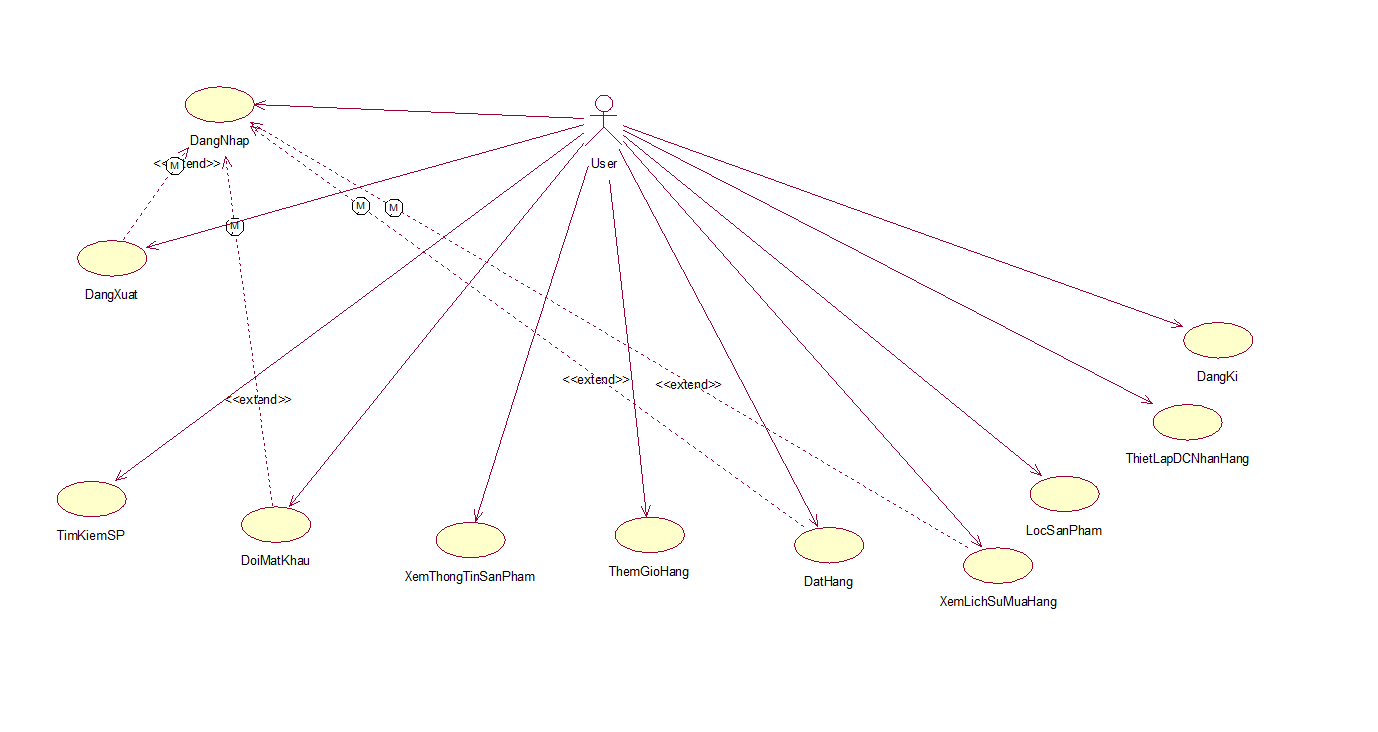 DangNhap
<<extend>>
M
User
M
M
M
DangXuat
DangKi
<<extend>>
<<extend>>
<<extend>>
ThietLapDCNhanHang
TimKiemSP
LocSanPham
DoiMatKhau
XemThongTinSanPham
ThemGioHang
DatHang
XemLichSuMuaHang